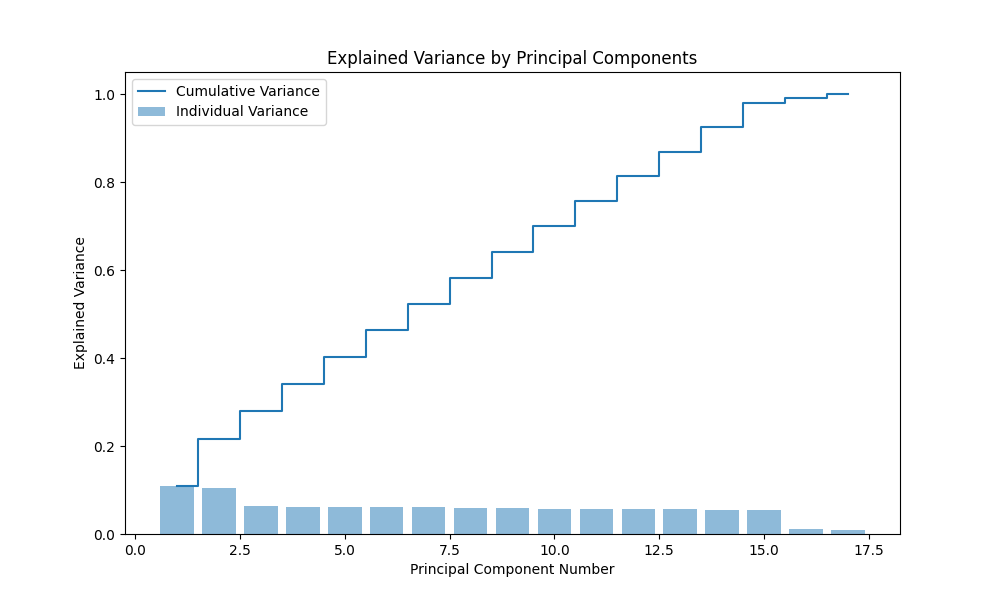 Explained Variance by Principal Components
Cumulative Variance
Individual Variance
1.0
0.8
0.6
0.4
0.2
0.0
Explained Variance
0.0 2.5 5.0 7.5 10.0 12.5 15.0 17.5
Principal Component Number